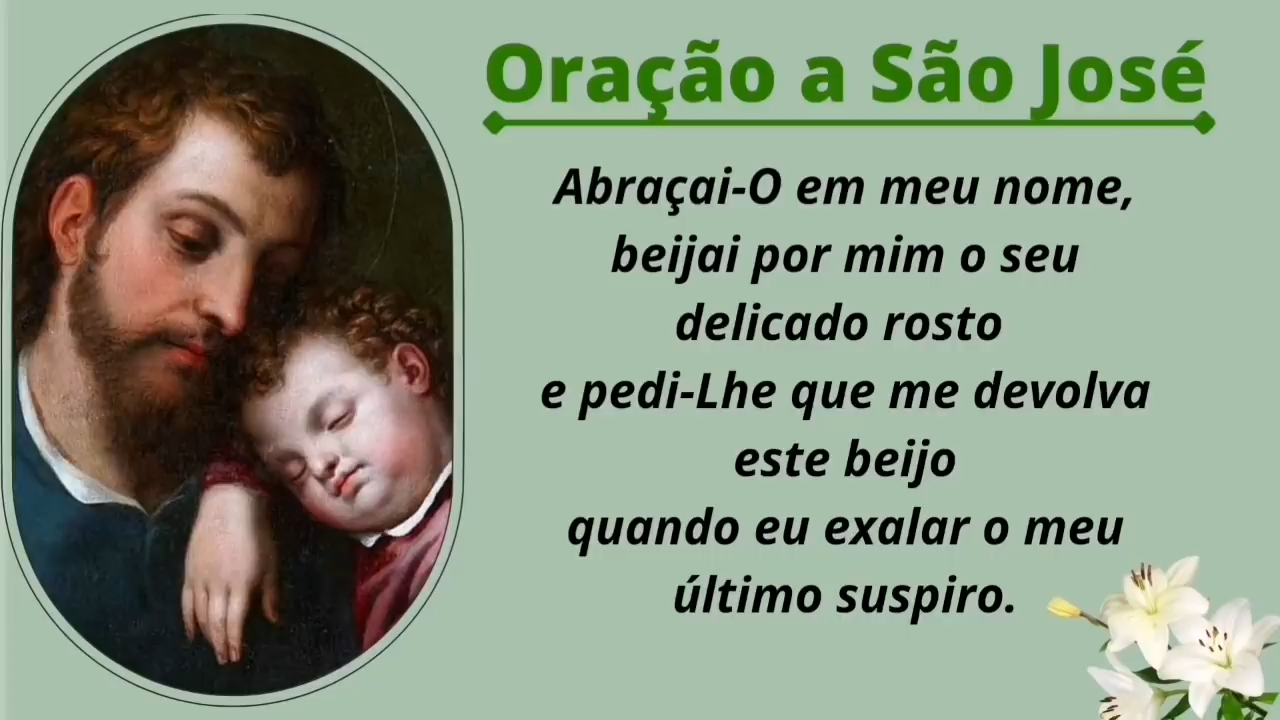 Oração a São José
Abraçai-O em meu nome,
beijai por mim o seu
delicado rosto
e pedi-Lhe que me devolva
este beijo
quando eu exalar o meu
último suspiro.